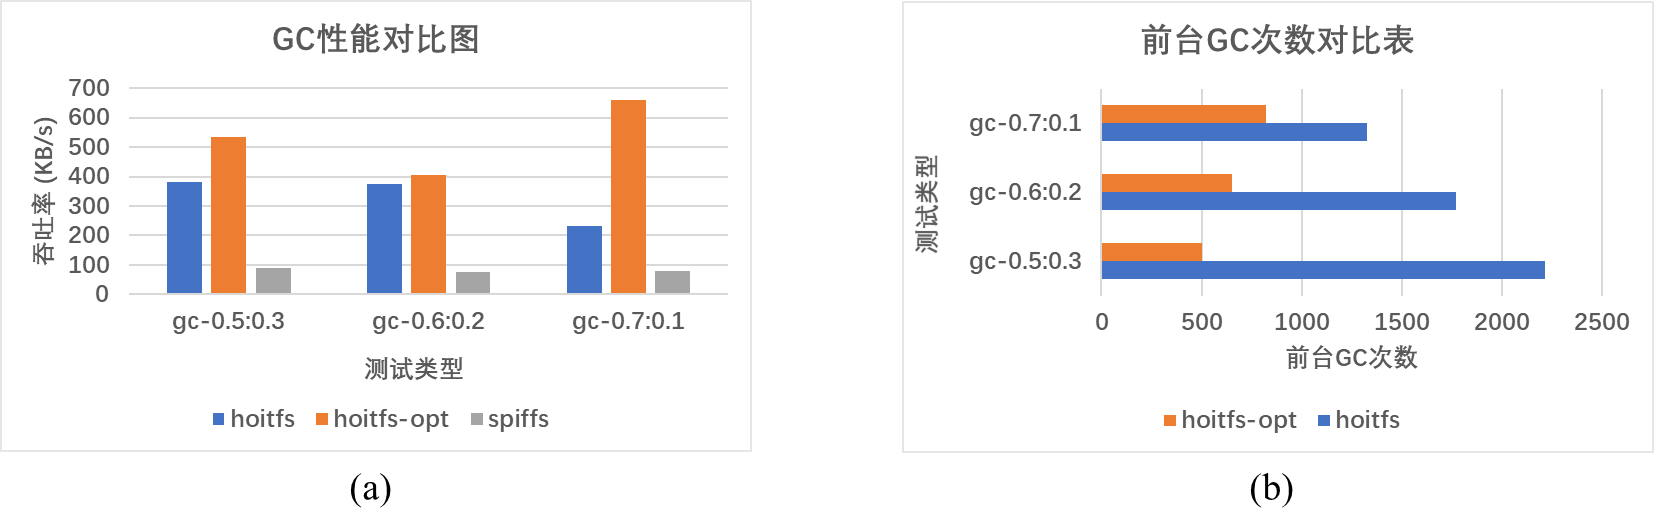 GC性能对比图
吞吐率 (KB/s)
700
600
500
400
300
200
100
0
gc-0.5:0.3 gc-0.6:0.2 gc-0.7:0.1
测试类型
hoitfs hoitfs-opt spiffs
(a)
前台GC次数对比表
测试类型
gc-0.7:0.1
gc-0.6:0.2
gc-0.5:0.3
0 500 1000 1500 2000 2500
前台GC次数
hoitfs-opt hoitfs
(b)